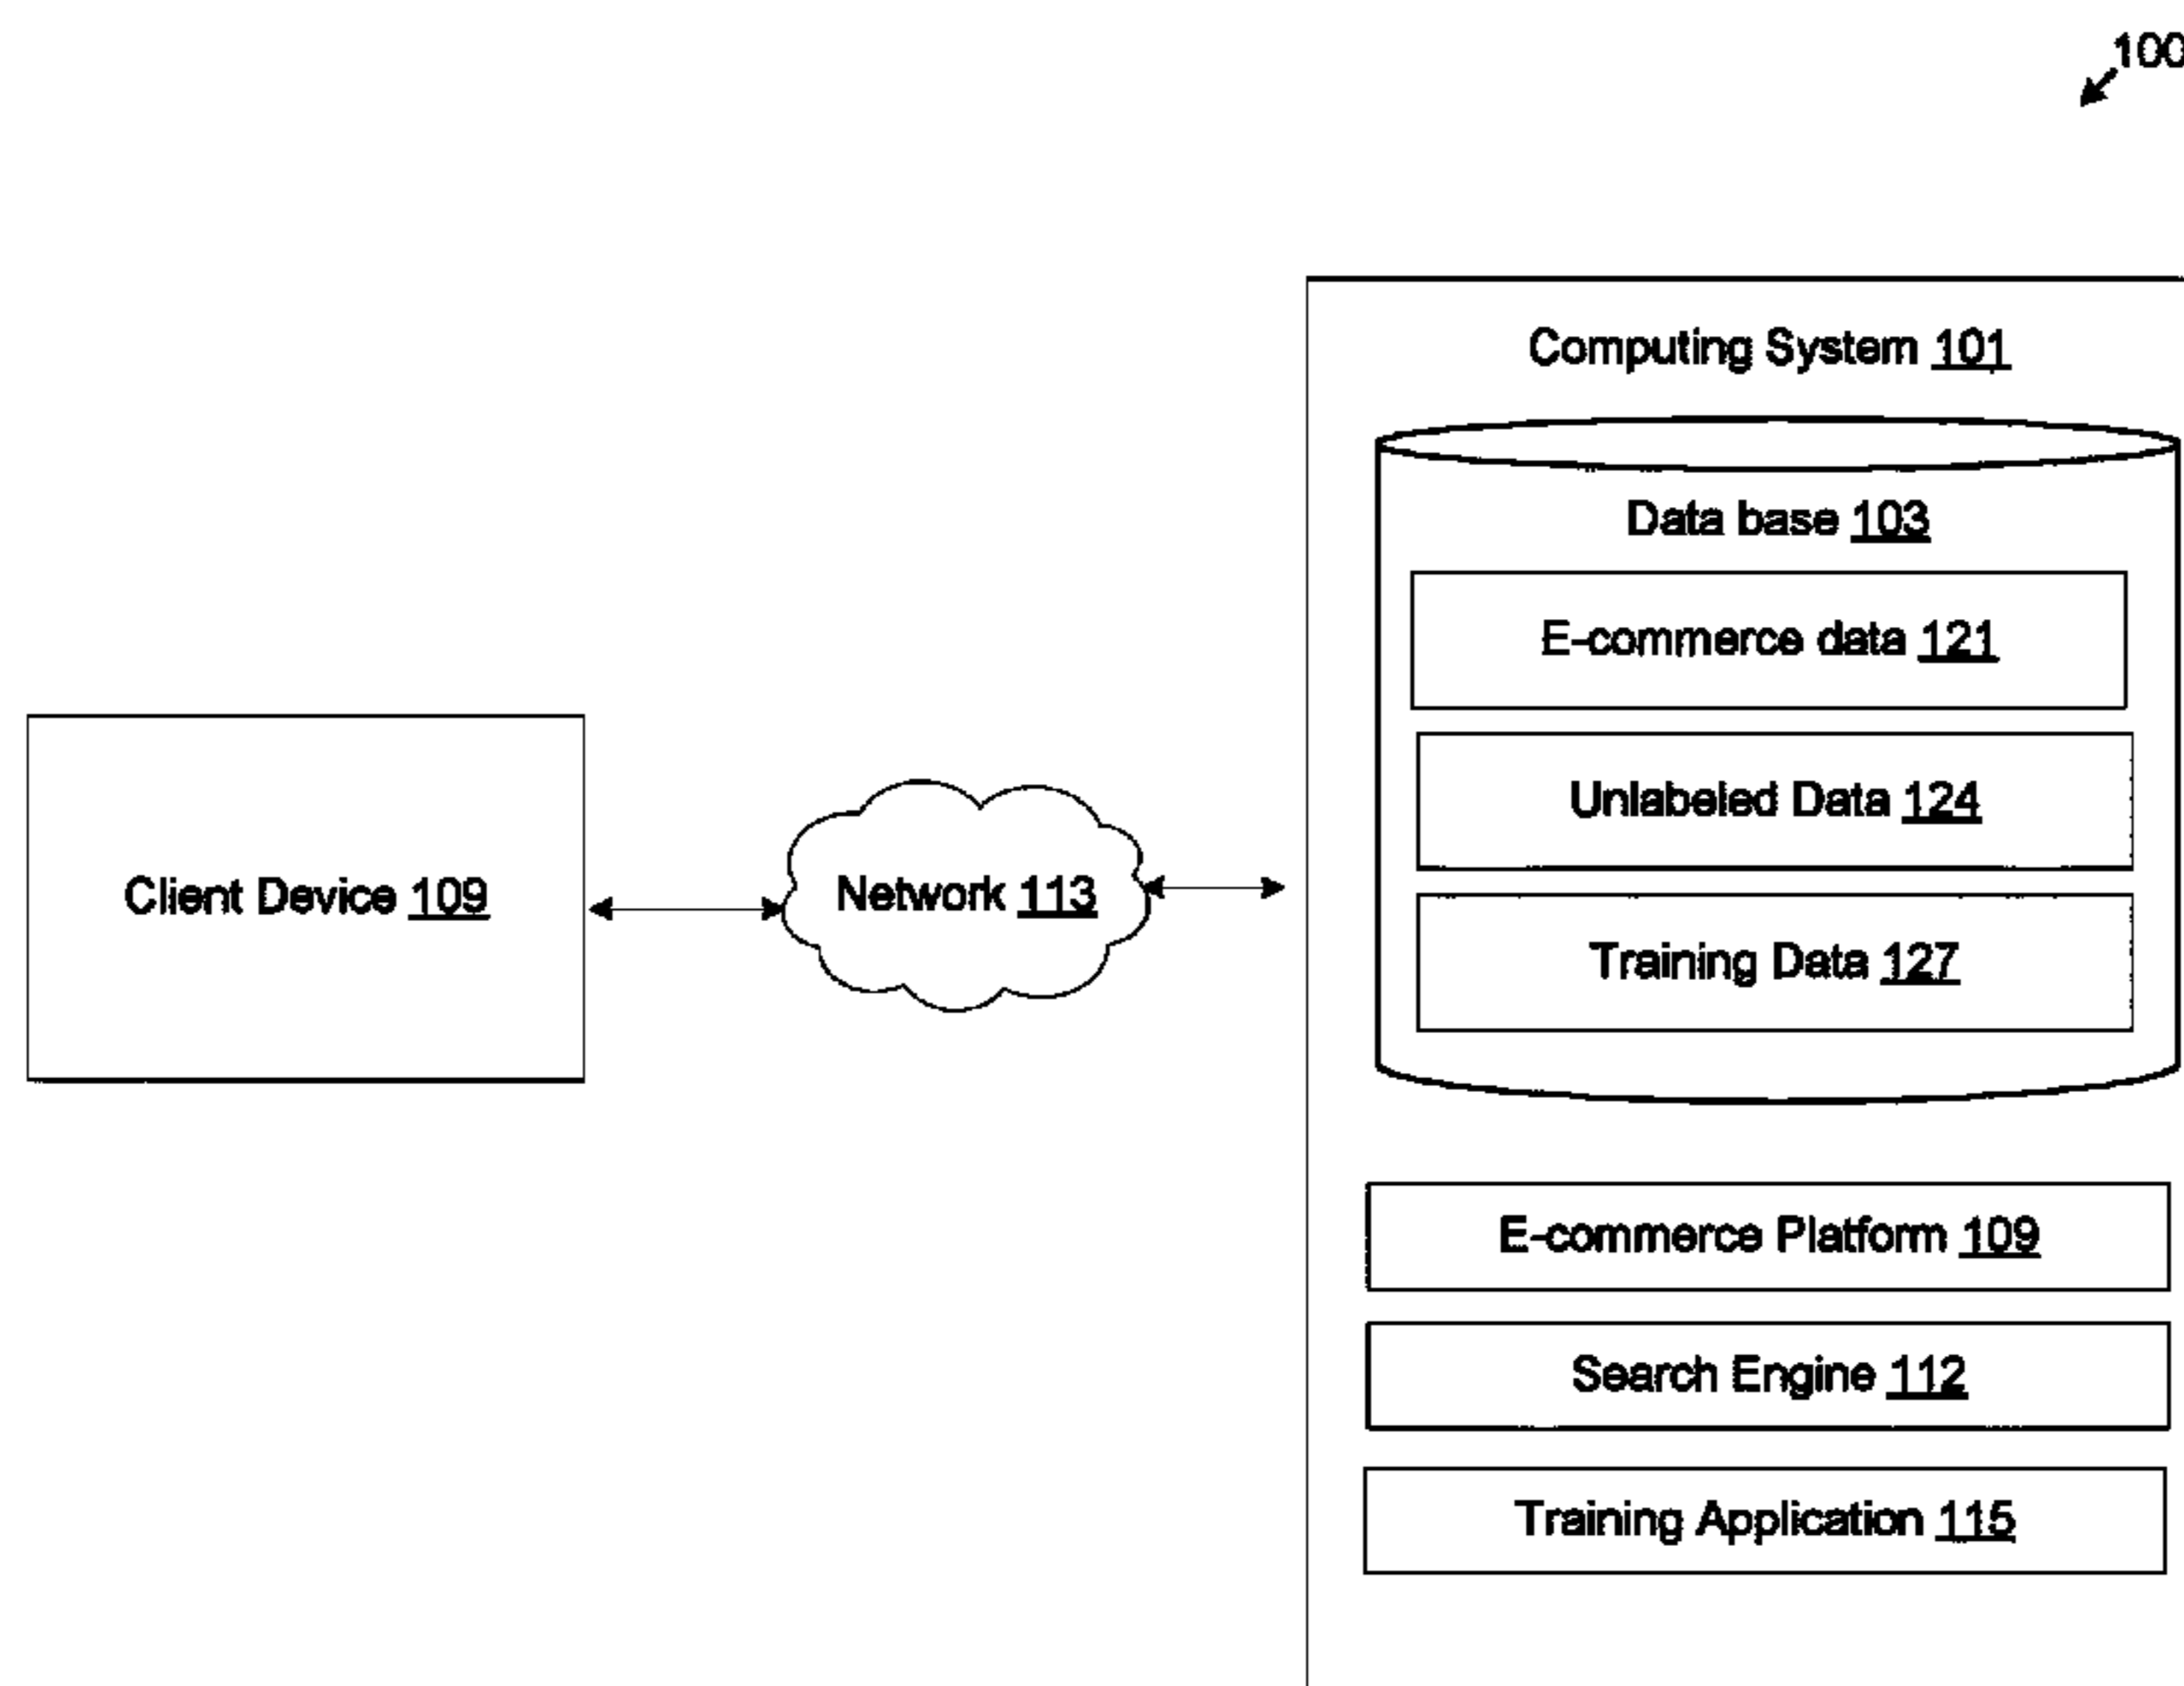 100
Computing System 101
Data base 103
E-commerce data 121
Unlabeled Data 124
Training Data 127
Client Device 109
Network 113
E-commerce Platform 109
Search Engine 112
Training Application 115